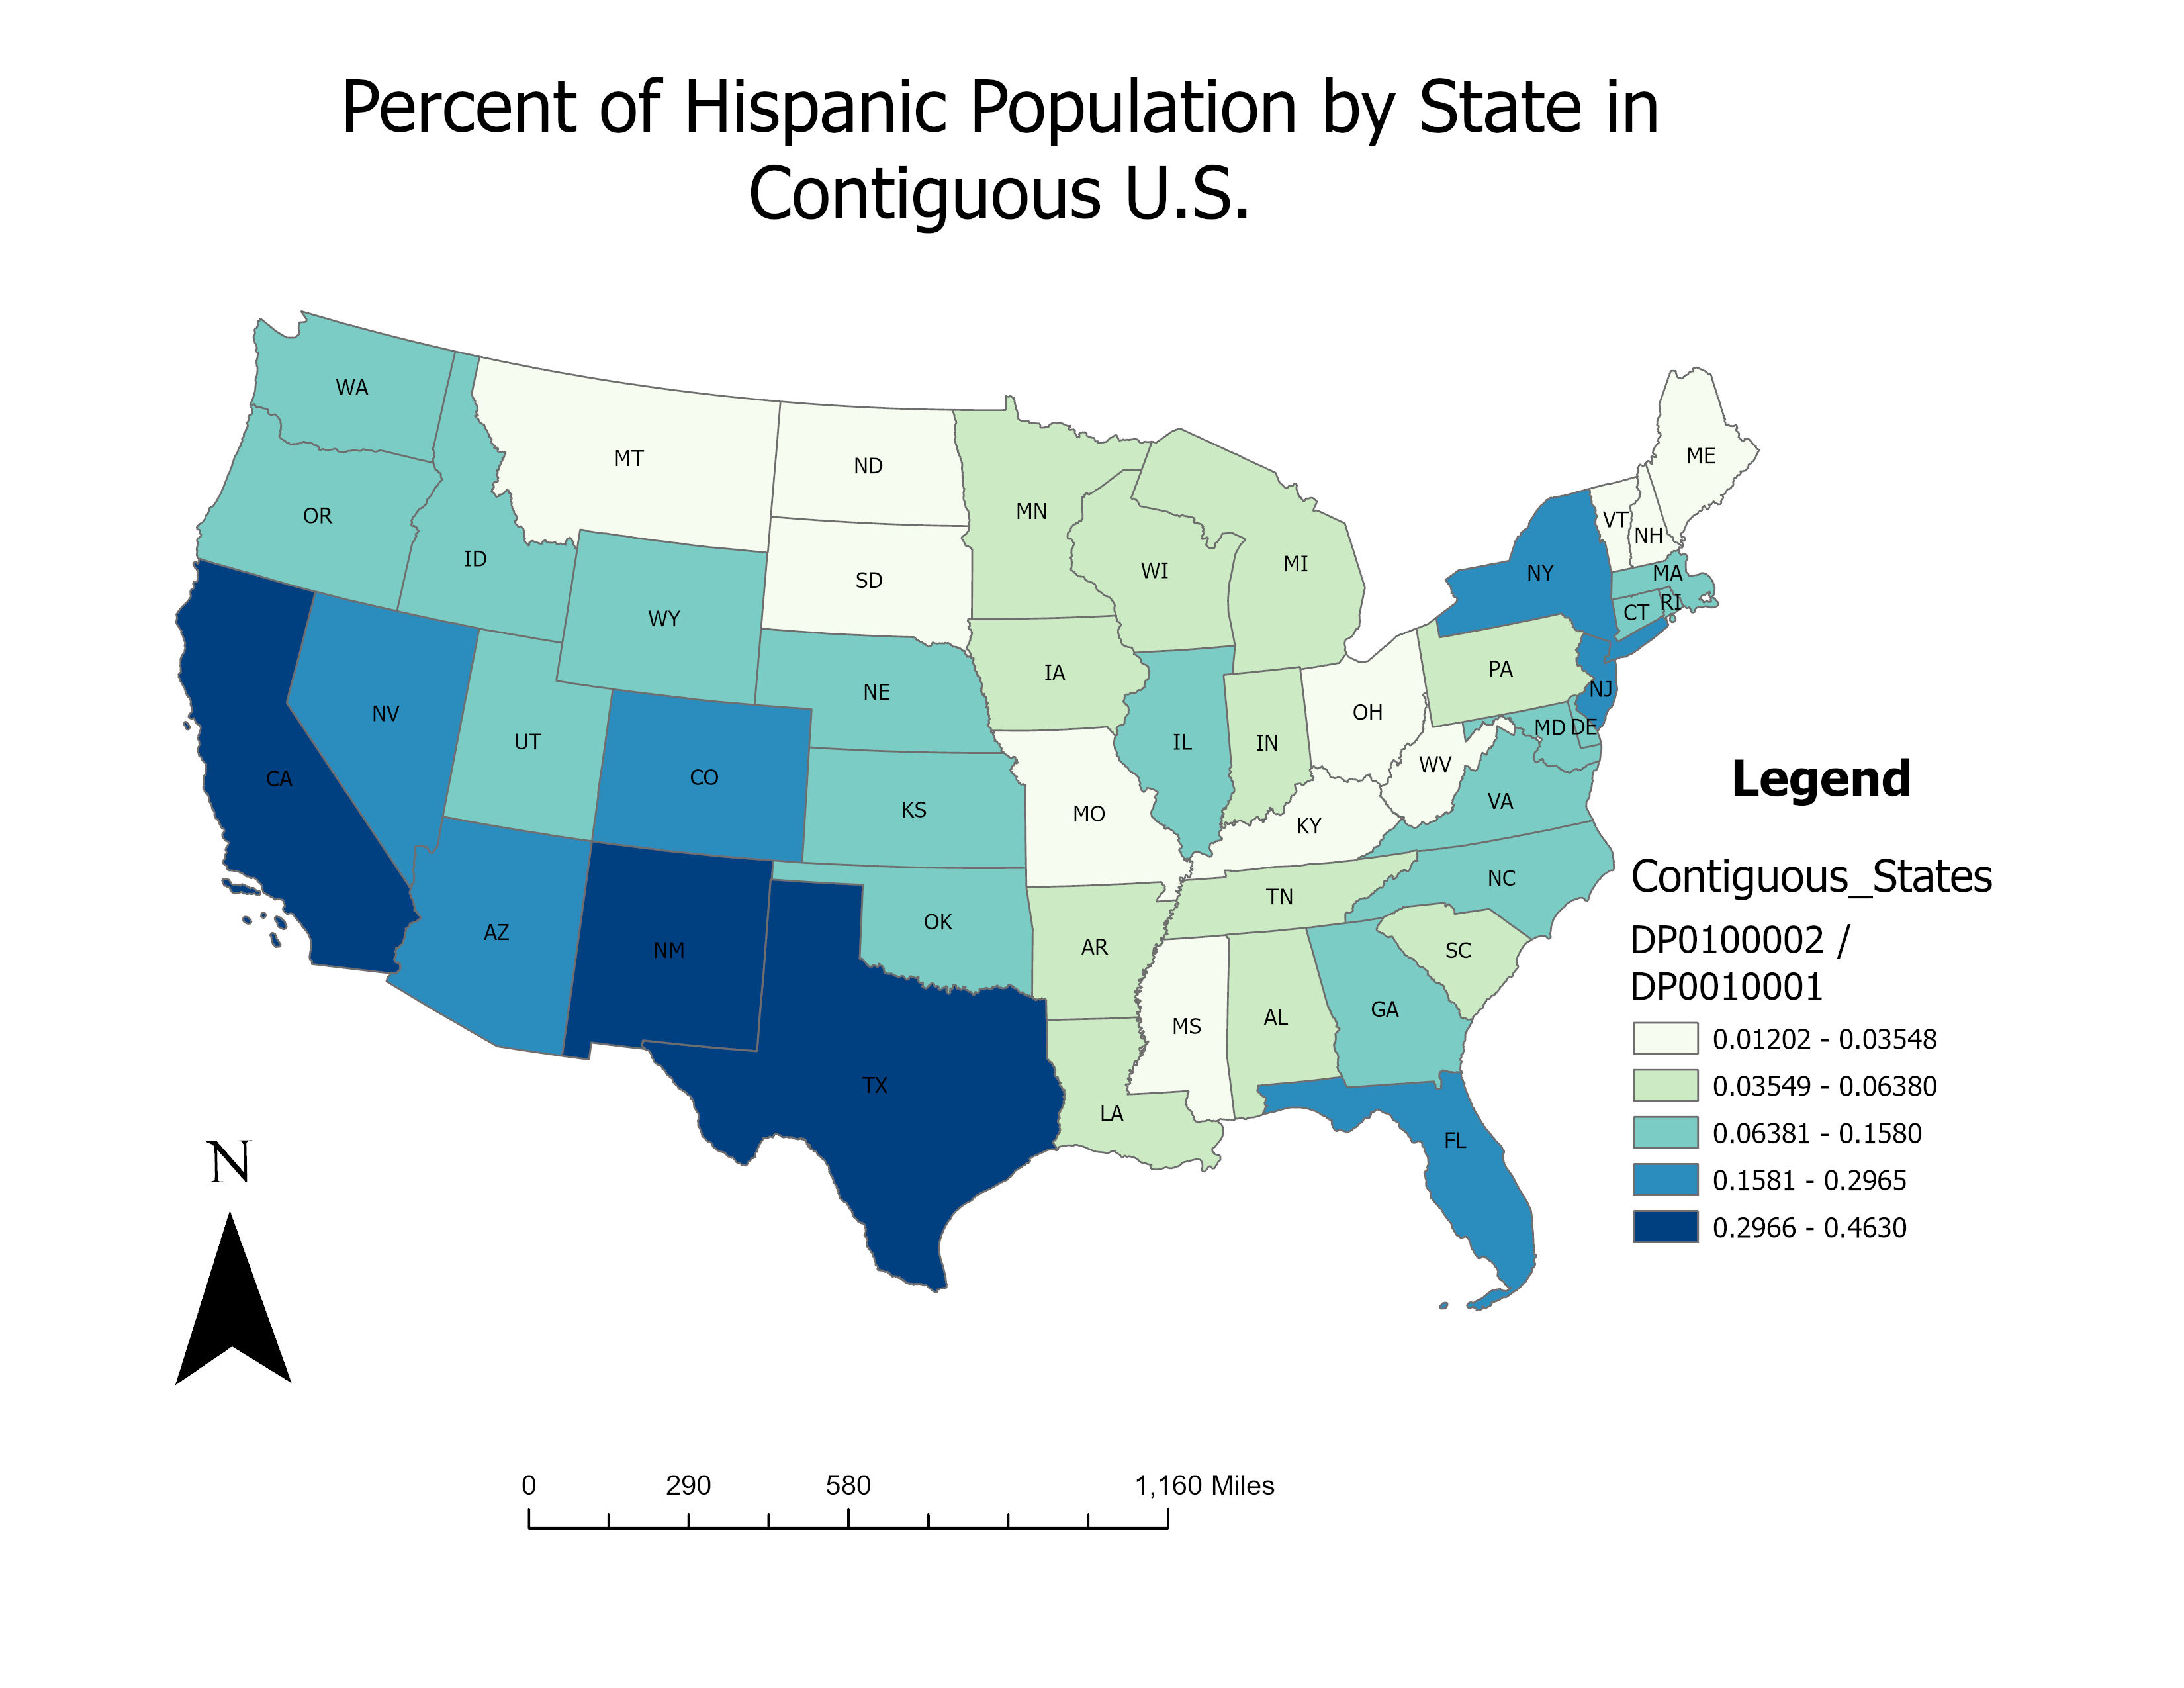 Percent of Hispanic Population by State in
Contiguous U.S.
WA
MT
ND
ME
OR
MN
VT
NH
ID
SD
WI
MI
NY
MA
WY
CT
RI
NE
IA
PA
NV
NJ
UT
IL
IN
OH
MD
DE
CA
CO
KS
MO
KY
WV
VA
AZ
NM
OK
AR
TN
NC
SC
MS
AL
GA
TX
LA
FL
Legend
Contiguous_States
DP0100002 /
DP0010001
0.01202 - 0.03548
0.03549 - 0.06380
0.06381 - 0.1580
0.1581 - 0.2965
0.2966 - 0.4630
N
0 290 580 1,160 Miles